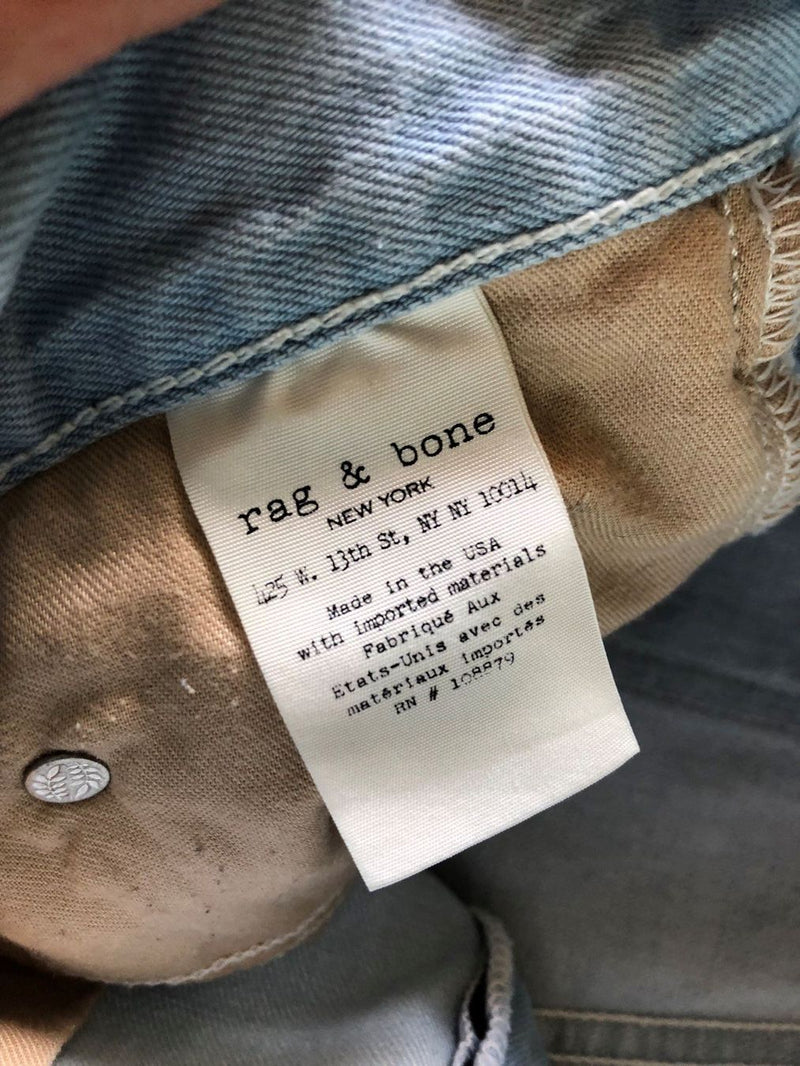 rag & bone
NEW YORK
425 W. 13th St, NY NY 10014
Made in the USA
with imported materials
Fabriqué Aux
Etats-Unis avec des
matériaux importés
RN # 108879